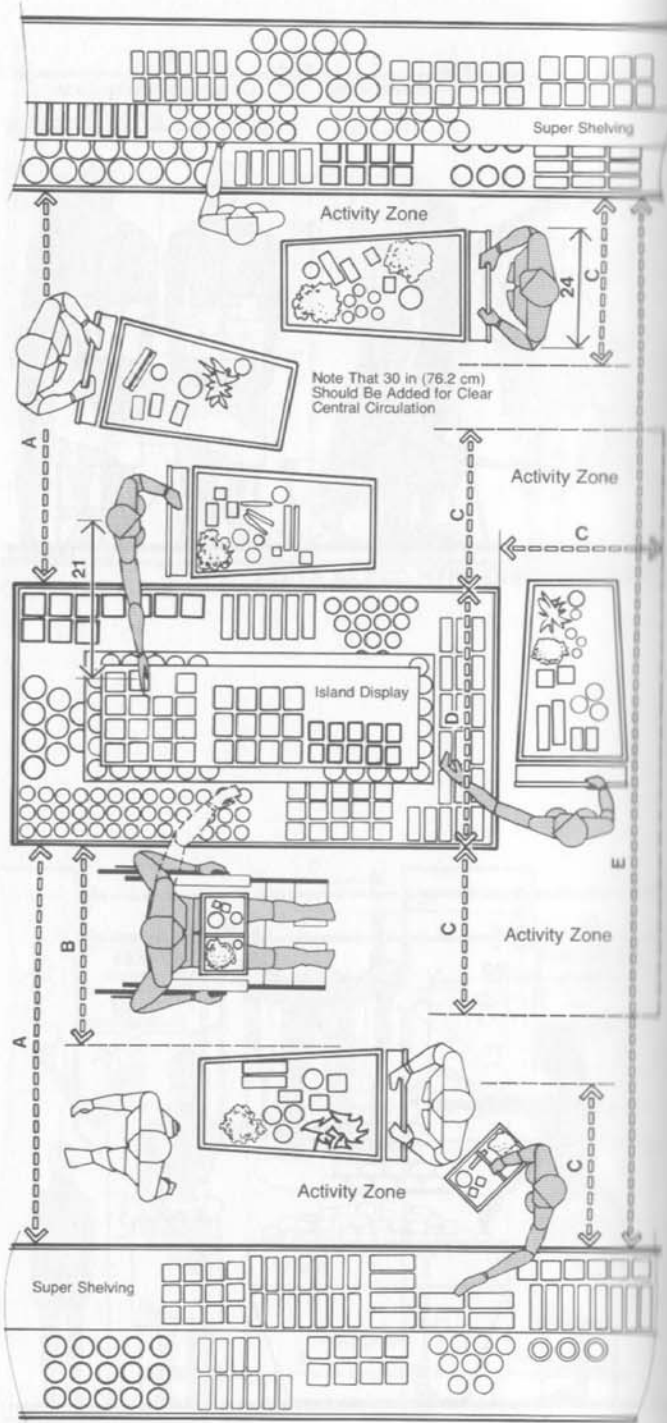 Super Shelving
Activity Zone
24
C
Note That 30 in (76.2 cm)
Should Be Added for Clear
Central Circulation
A
Activity Zone
C
C
21
Island Display
D
E
B
C
Activity Zone
A
C
Activity Zone
Super Shelving